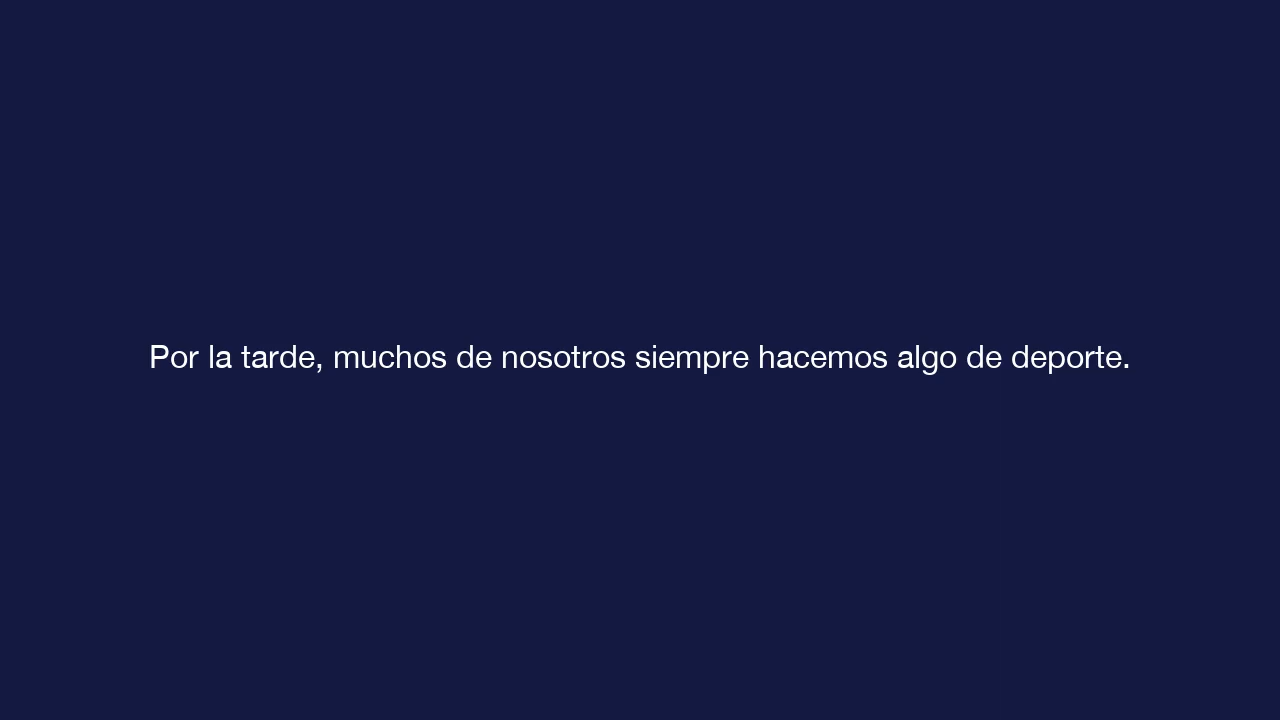 Por la tarde, muchos de nosotros siempre hacemos algo de deporte.